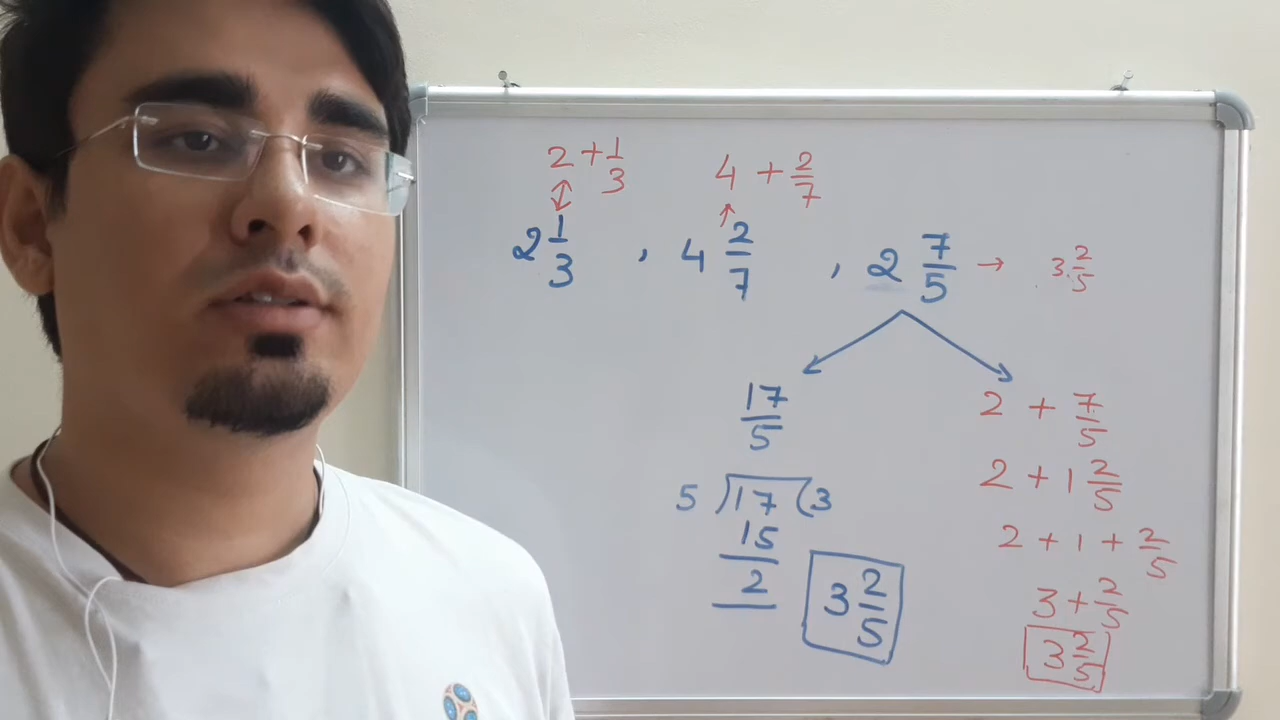 2 + 1/3 4 + 2/7
2 1/3 , 4 2/7 , 2 7/5 → 3 2/5
17/5 2 + 7/5
5 ) 17 ( 3 2 + 1 2/5
15 2 + 1 + 2/5
2 3 2/5 3 + 2/5
3 2/5